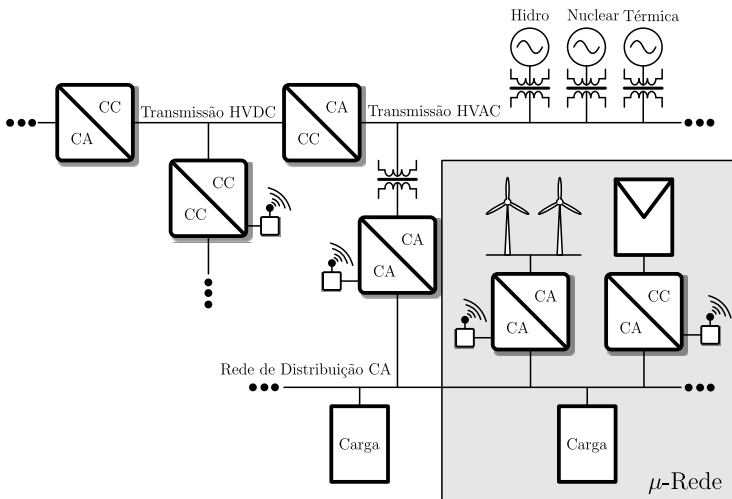 Hidro
Nuclear
Térmica
CC
CA
Transmissão HVDC
CA
CC
Transmissão HVAC
CC
CC
CA
CA
CA
CA
CC
CA
Rede de Distribuição CA
Carga
Carga
μ-Rede